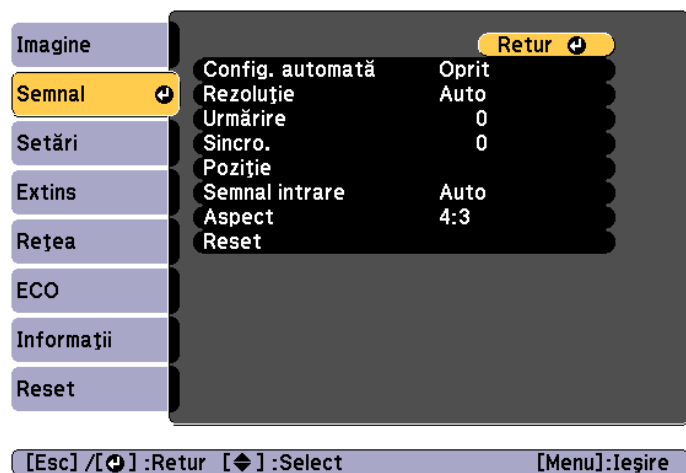 Imagine
Semnal
Setări
Extins
Reţea
ECO
Informaţii
Reset
Retur
Config. automată Oprit
Rezoluţie Auto
Urmărire 0
Sincro. 0
Poziţie
Semnal intrare Auto
Aspect 4:3
Reset
[Esc] /[⏎] :Retur [◆] :Select [Menu]:Ieşire